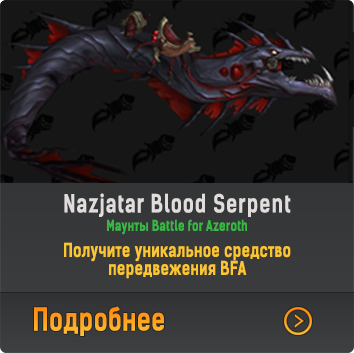 Nazjatar Blood Serpent
Маунты Battle for Azeroth
Получите уникальное средство
передвежения BFA
Подробнее